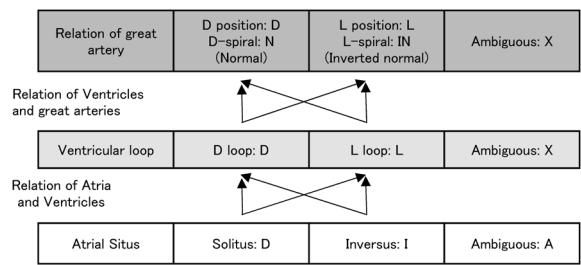 Relation of great
artery
D position: D
D-spiral: N
(Normal)
L position: L
L-spiral: IN
(Inverted normal)
Ambiguous: X
Relation of Ventricles
and great arteries
Ventricular loop
D loop: D
L loop: L
Ambiguous: X
Relation of Atria
and Ventricles
Atrial Situs
Solitus: D
Inversus: I
Ambiguous: A